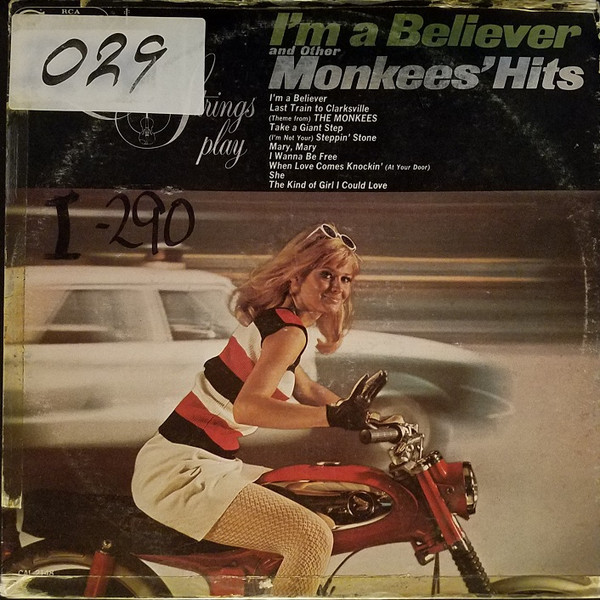 RCA
029
I'm a Believer
and Other
Monkees' Hits
trings
play
I'm a Believer
Last Train to Clarksville
(Theme from) THE MONKEES
Take a Giant Step
(I'm Not Your) Steppin' Stone
Mary, Mary
I Wanna Be Free
When Love Comes Knockin' (At Your Door)
She
The Kind of Girl I Could Love
I-290